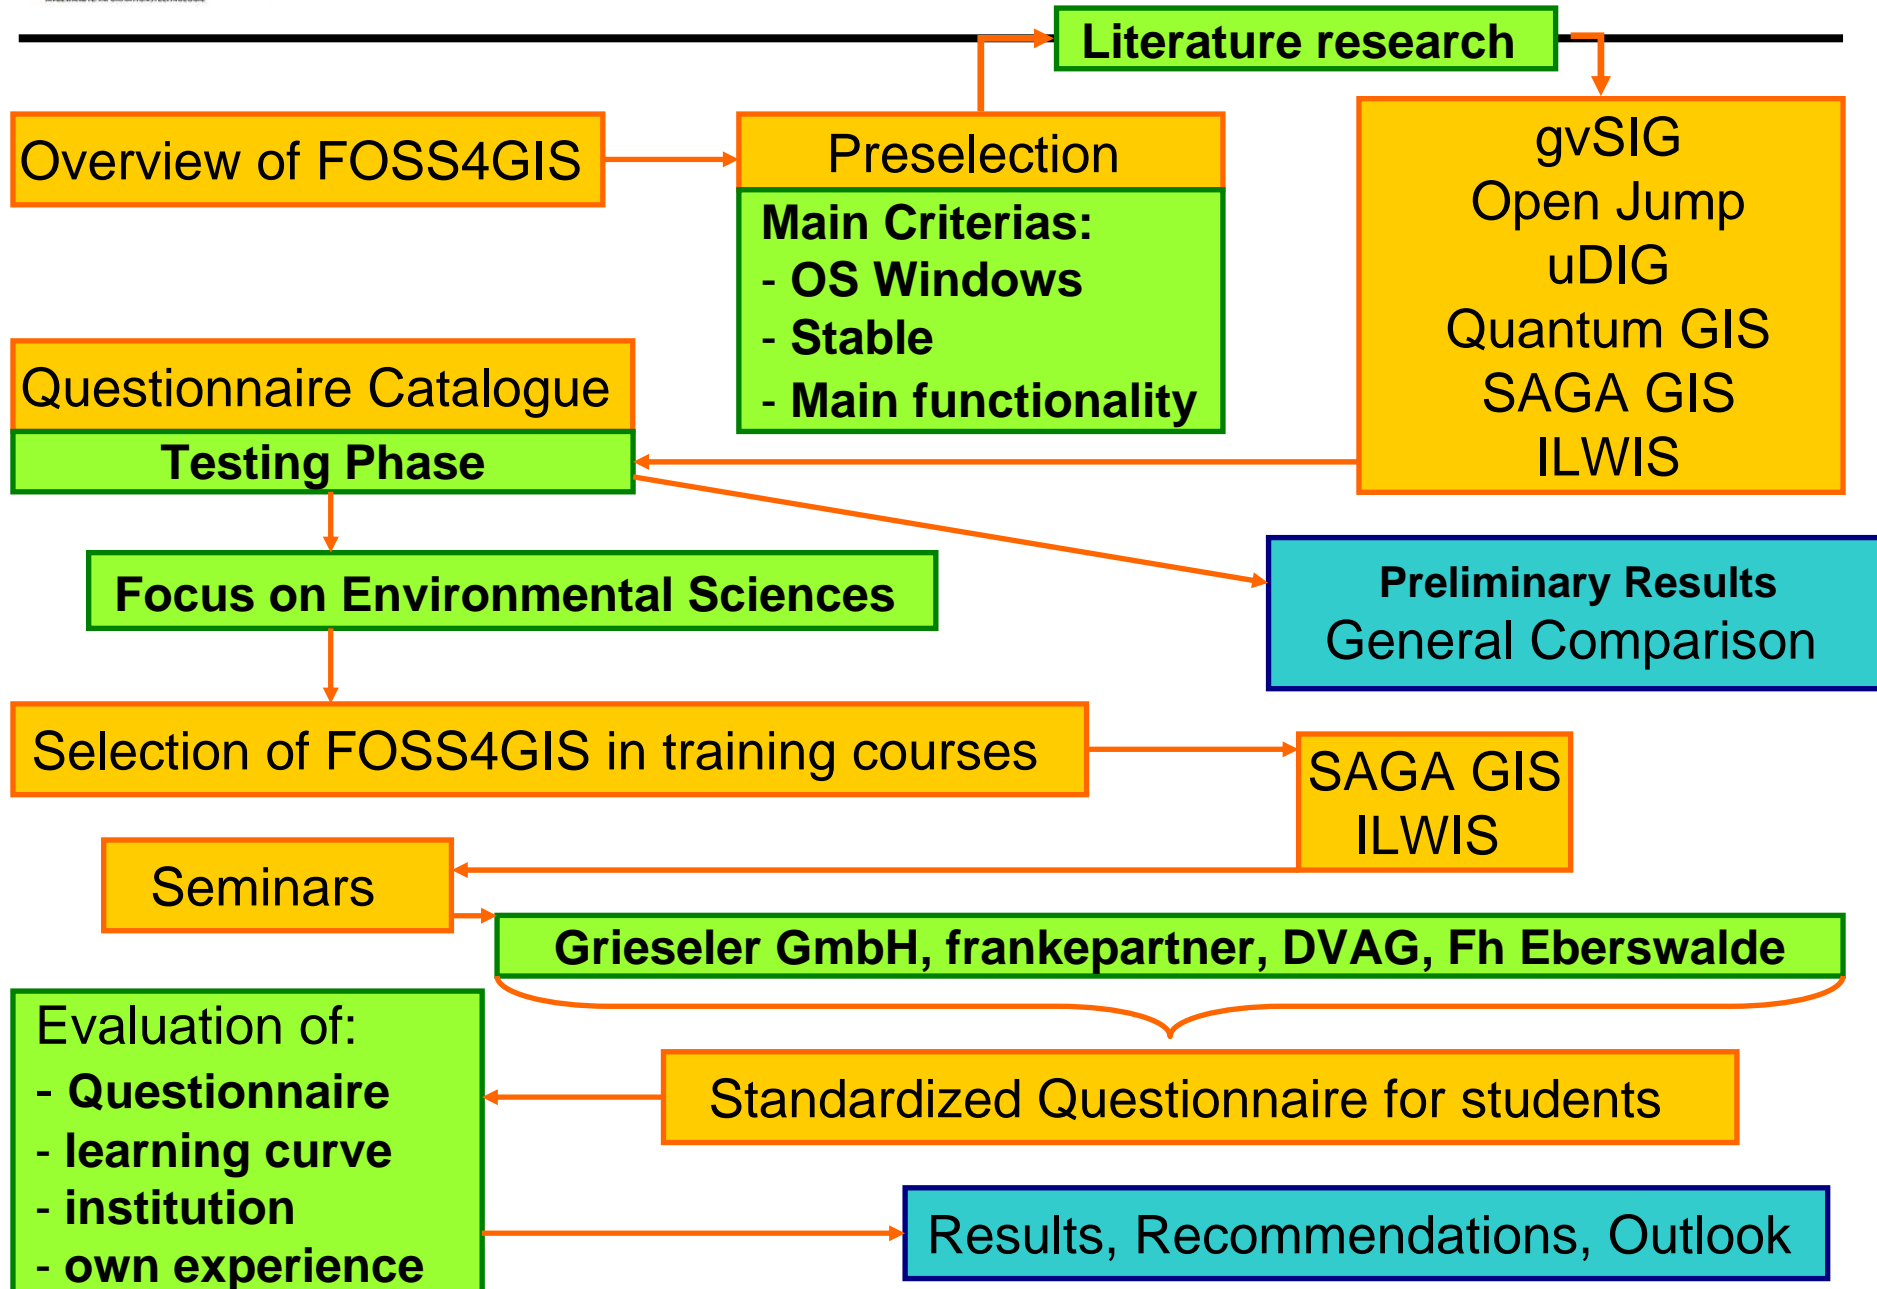 Literature research
Overview of FOSS4GIS
Preselection
Main Criterias:
- OS Windows
- Stable
- Main functionality
gvSIG
Open Jump
uDIG
Quantum GIS
SAGA GIS
ILWIS
Questionnaire Catalogue
Testing Phase
Focus on Environmental Sciences
Preliminary Results
General Comparison
Selection of FOSS4GIS in training courses
SAGA GIS
ILWIS
Seminars
Grieseler GmbH, frankepartner, DVAG, Fh Eberswalde
Evaluation of:
- Questionnaire
- learning curve
- institution
- own experience
Standardized Questionnaire for students
Results, Recommendations, Outlook